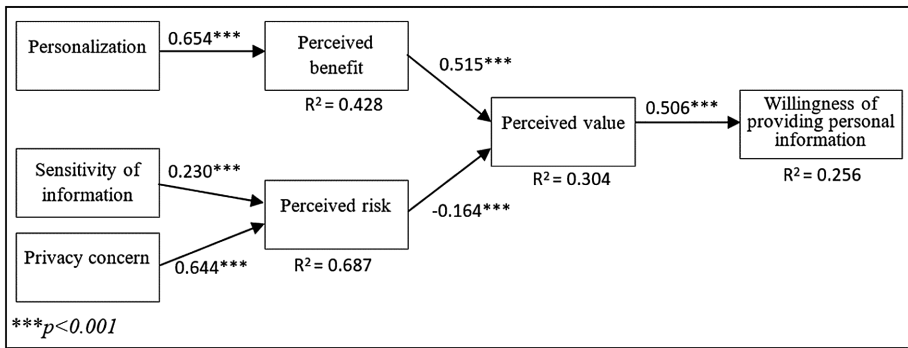 Personalization
0.654***
Perceived
benefit
R² = 0.428
0.515***
Sensitivity of
information
0.230***
Privacy concern
0.644***
Perceived risk
R² = 0.687
-0.164***
Perceived value
R² = 0.304
0.506***
Willingness of
providing personal
information
R² = 0.256
***p<0.001